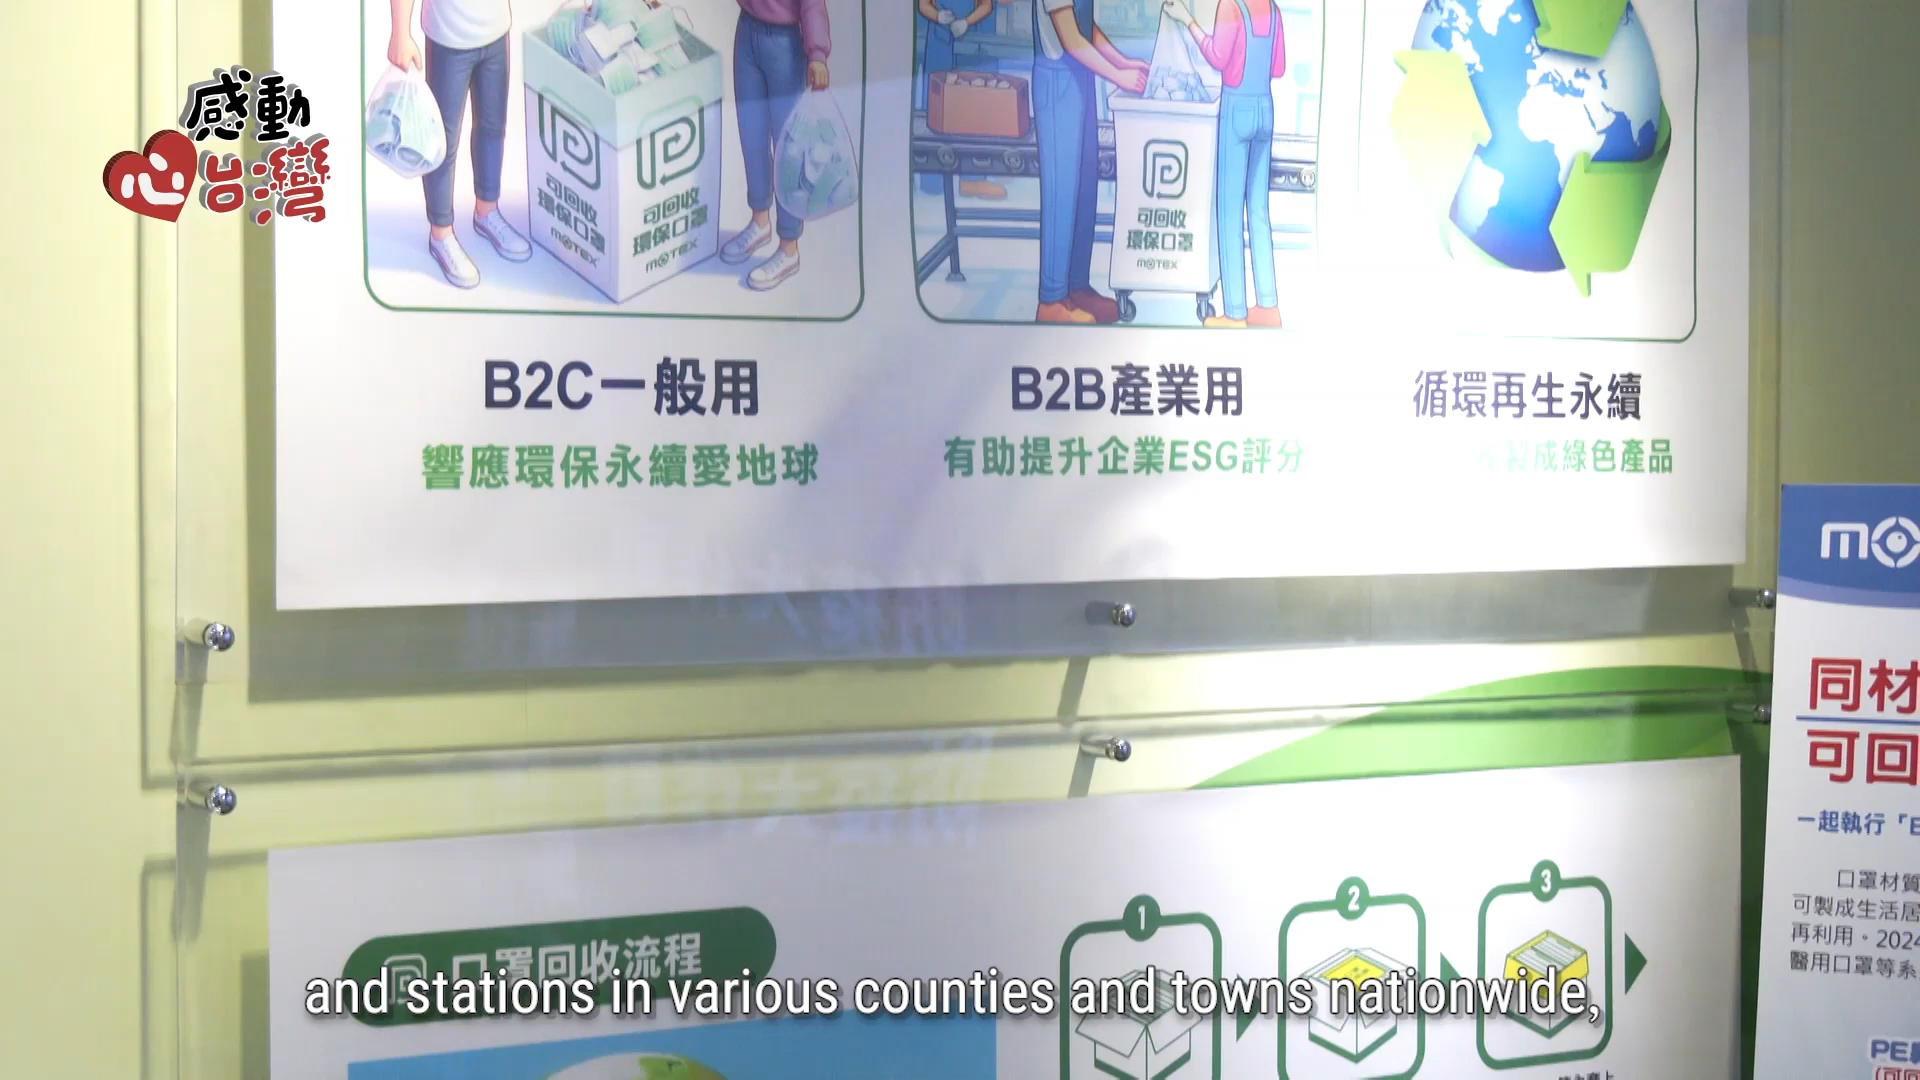 感動
心台灣
可回收
環保口罩
MOTEX
可回收
環保口罩
MOTEX
可回收
環保口罩
MOTEX
B2C一般用
響應環保永續愛地球
B2B產業用
有助提升企業ESG評分
循環再生永續
製成綠色產品
MO
同材
可回
一起執行「E
口罩材質
可製成生活居
再利用。2024
醫用口罩等系
PE
口罩回收流程
1
2
3
and stations in various counties and towns nationwide,